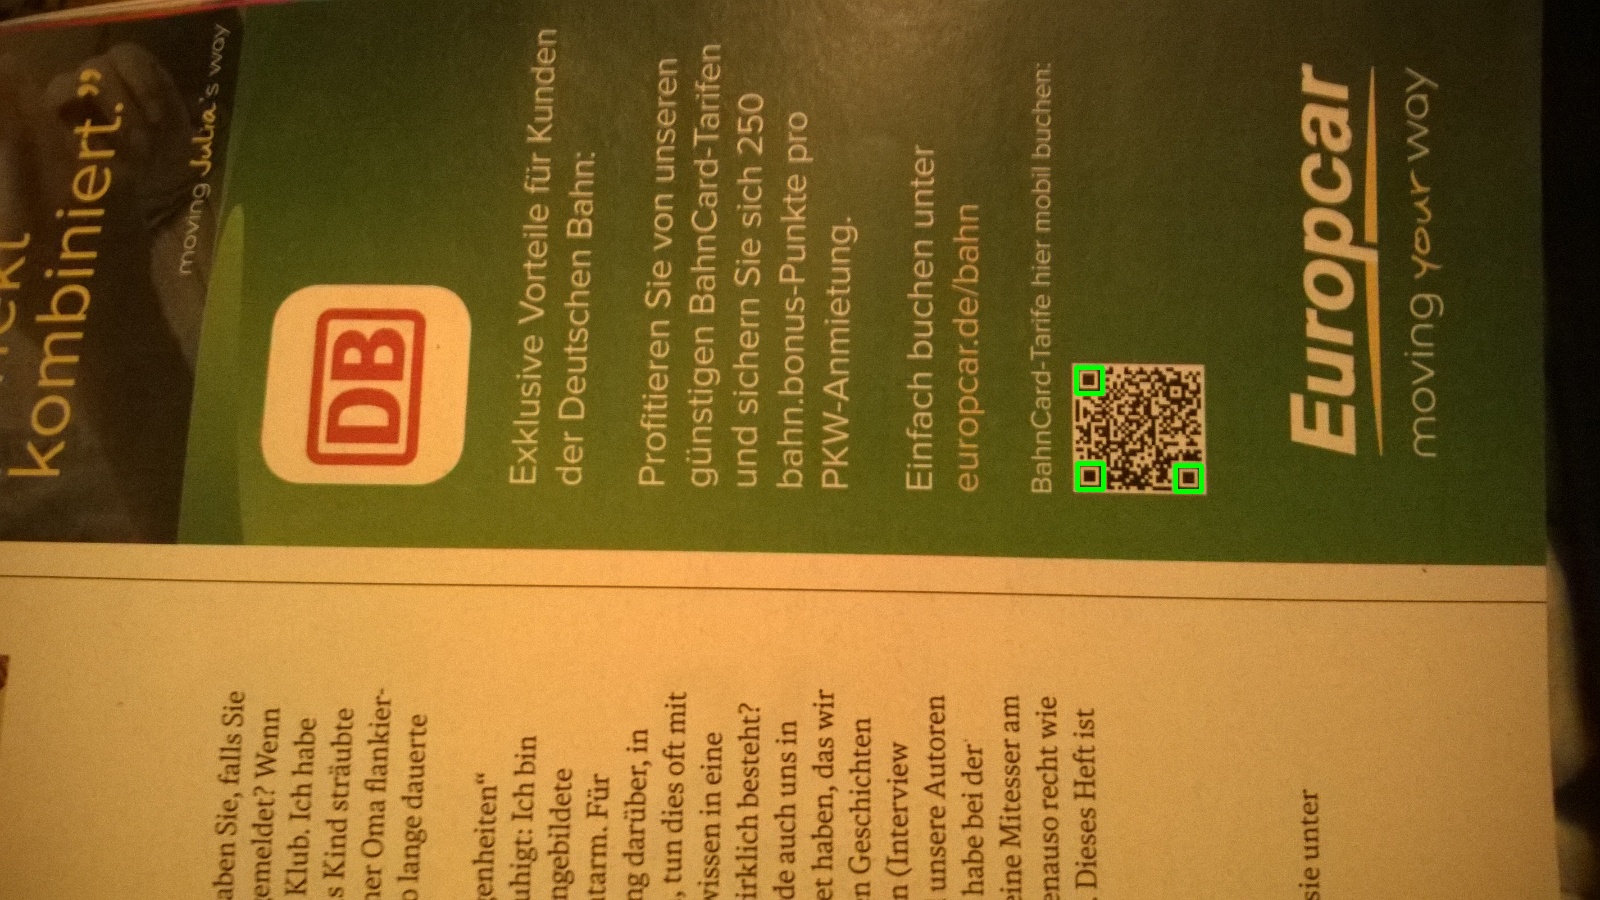 kombiniert.”
moving Julia's way
DB
Exklusive Vorteile für Kunden
der Deutschen Bahn:
Profitieren Sie von unseren
günstigen BahnCard-Tarifen
und sichern Sie sich 250
bahn.bonus-Punkte pro
PKW-Anmietung.
Einfach buchen unter
europcar.de/bahn
BahnCard-Tarife hier mobil buchen:
Europcar
moving your way
aben Sie, falls Sie
gemeldet? Wenn
Klub. Ich habe
s Kind sträubte
ner Oma flankier-
o lange dauerte
genheiten“
uhigt: Ich bin
ngebildete
ntarm. Für
ng darüber, in
, tun dies oft mit
wissen in eine
irklich besteht?
de auch uns in
et haben, das wir
n Geschichten
n (Interview
unsere Autoren
habe bei der
eine Mitesser am
enauso recht wie
. Dieses Heft ist
sie unter